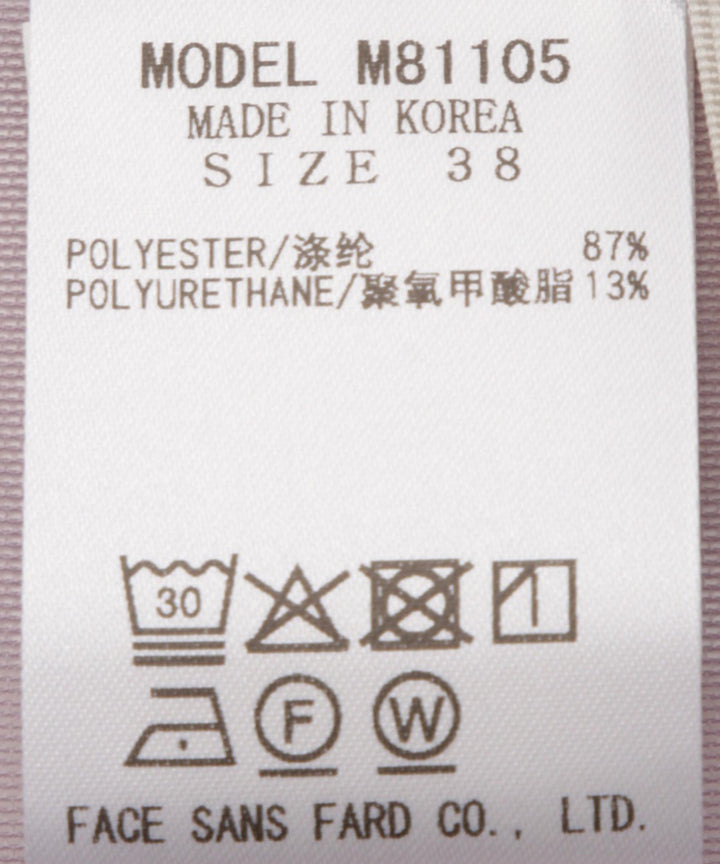 MODEL M81105
MADE IN KOREA
SIZE 38
POLYESTER/涤纶 87%
POLYURETHANE/聚氧甲酸脂 13%
30
F W
FACE SANS FARD CO., LTD.